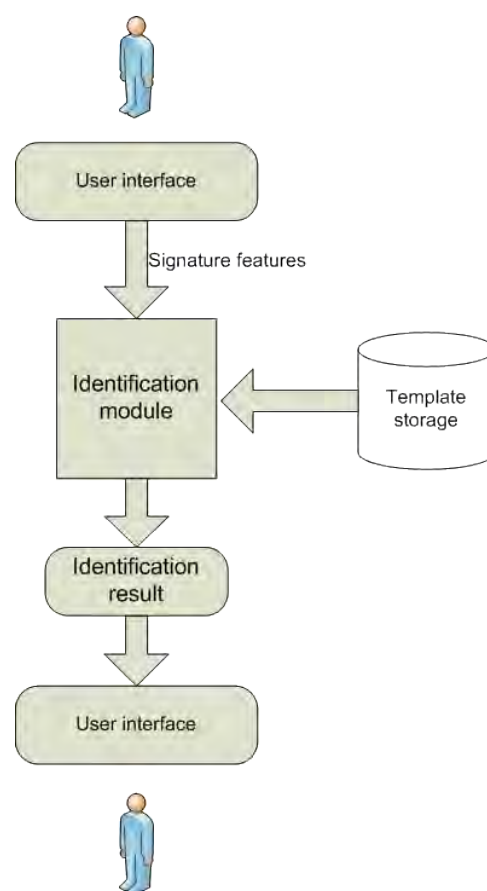 User interface
Signature features
Identification
module
Template
storage
Identification
result
User interface